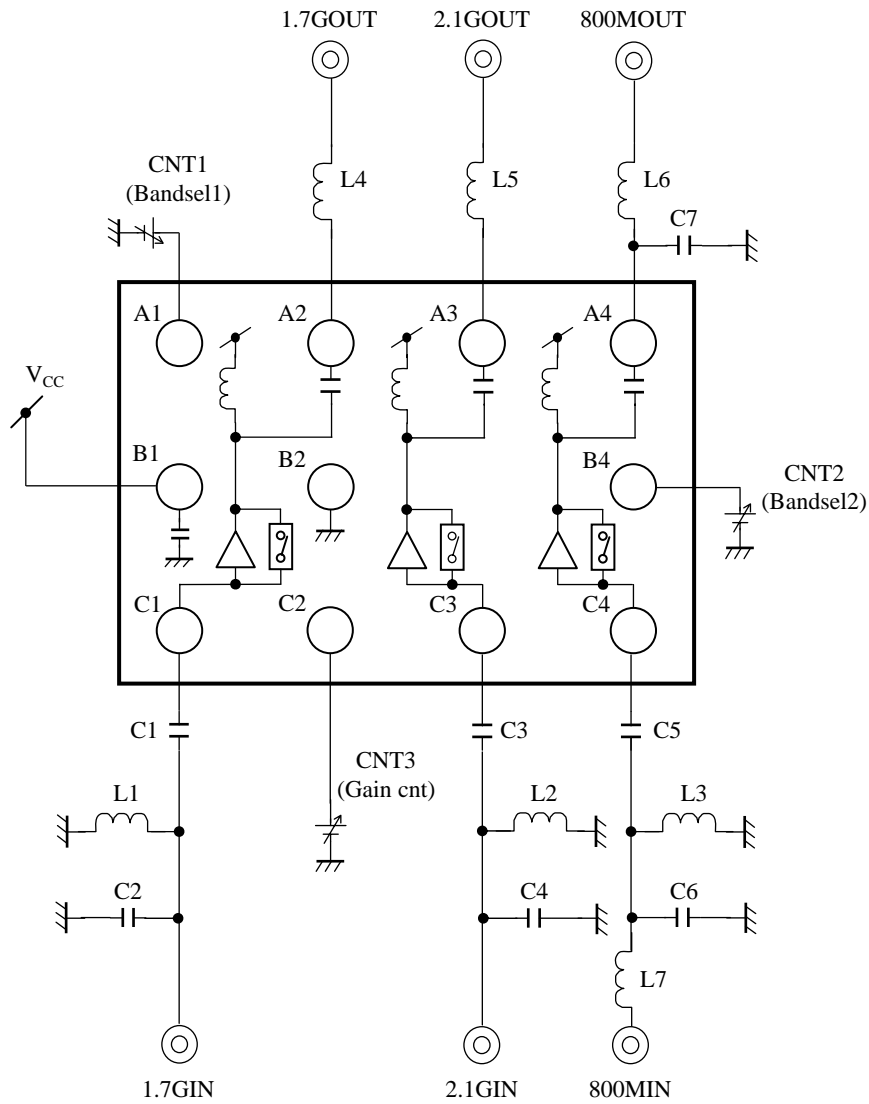 1.7GOUT 2.1GOUT 800MOUT
CNT1
(Bandsel1)
L4 L5 L6
C7
A1 A2 A3 A4
VCC
B1 B2 B4
CNT2
(Bandsel2)
C1 C2 C3 C4
C1 C3 C5
CNT3
(Gain cnt)
L1 L2 L3
C2 C4 C6
L7
1.7GIN 2.1GIN 800MIN